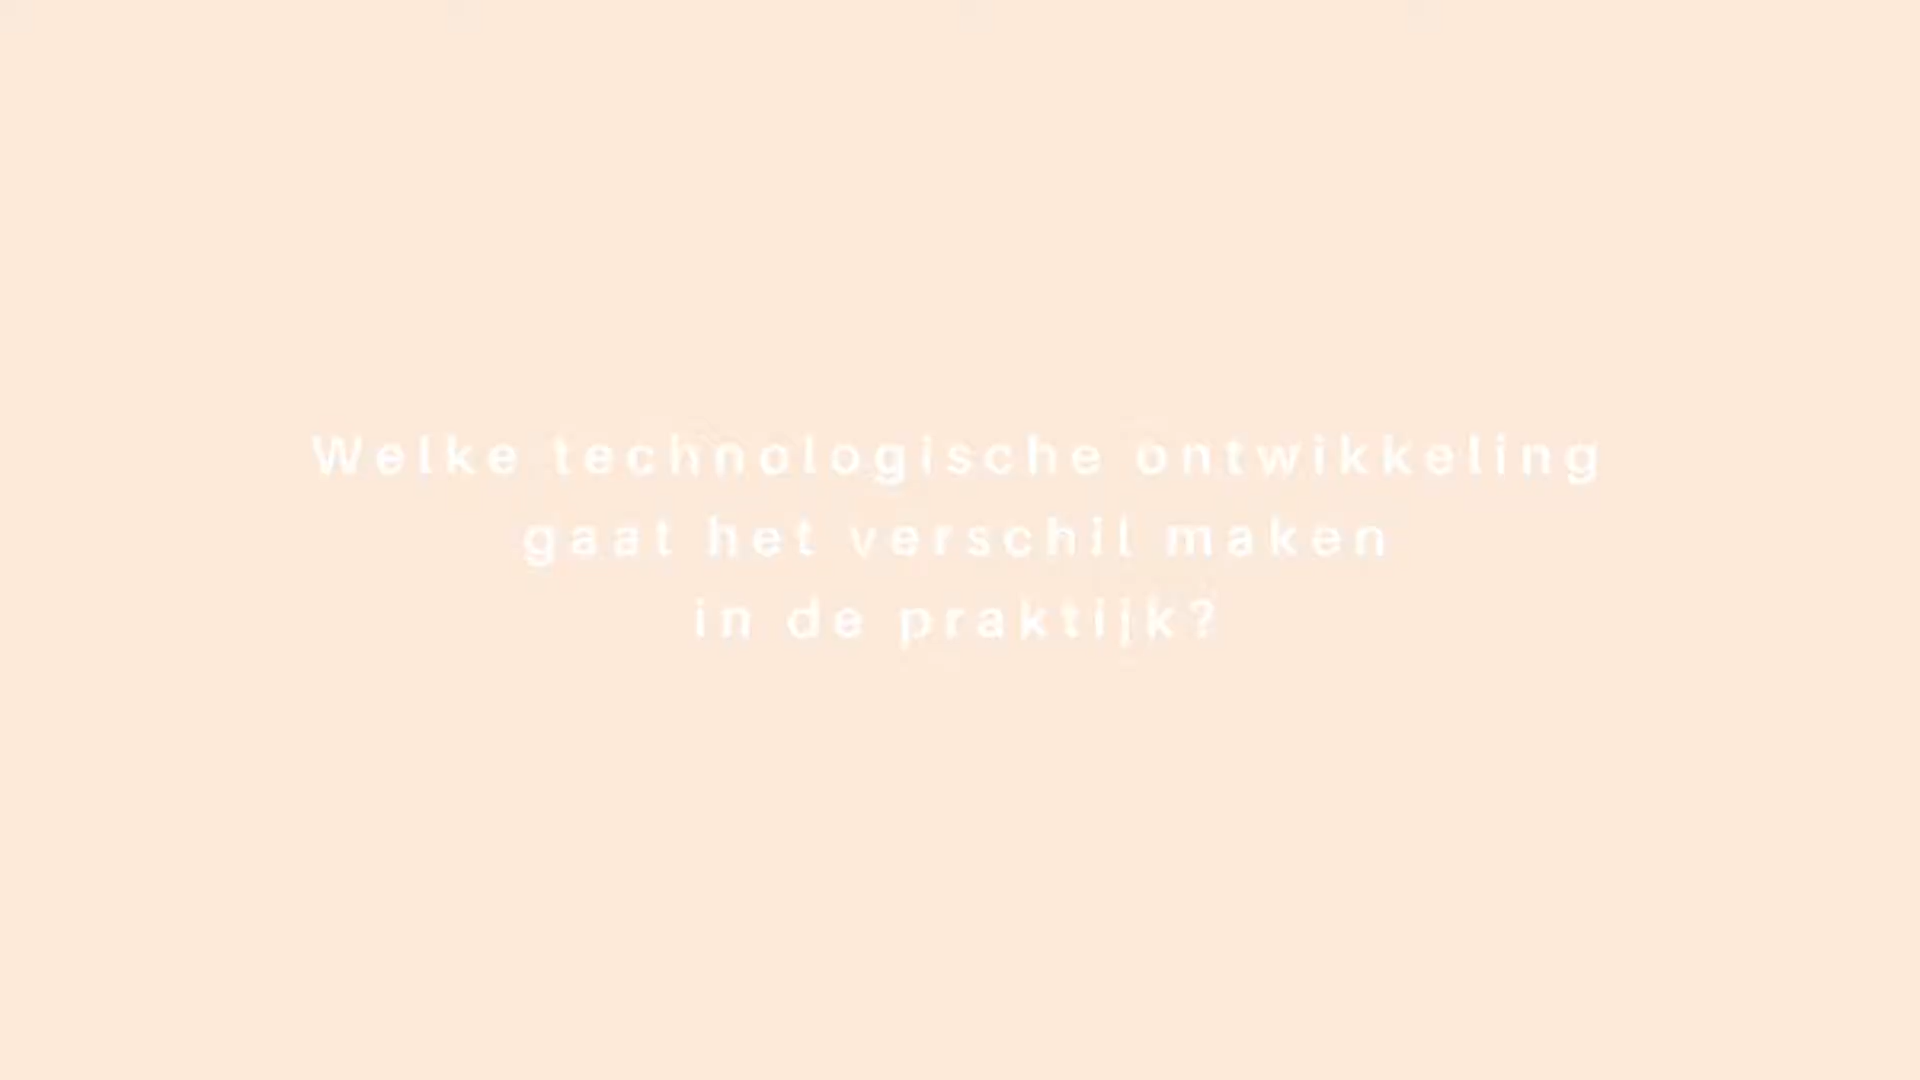 Welke technologische ontwikkeling
gaat het verschil maken
in de praktijk?